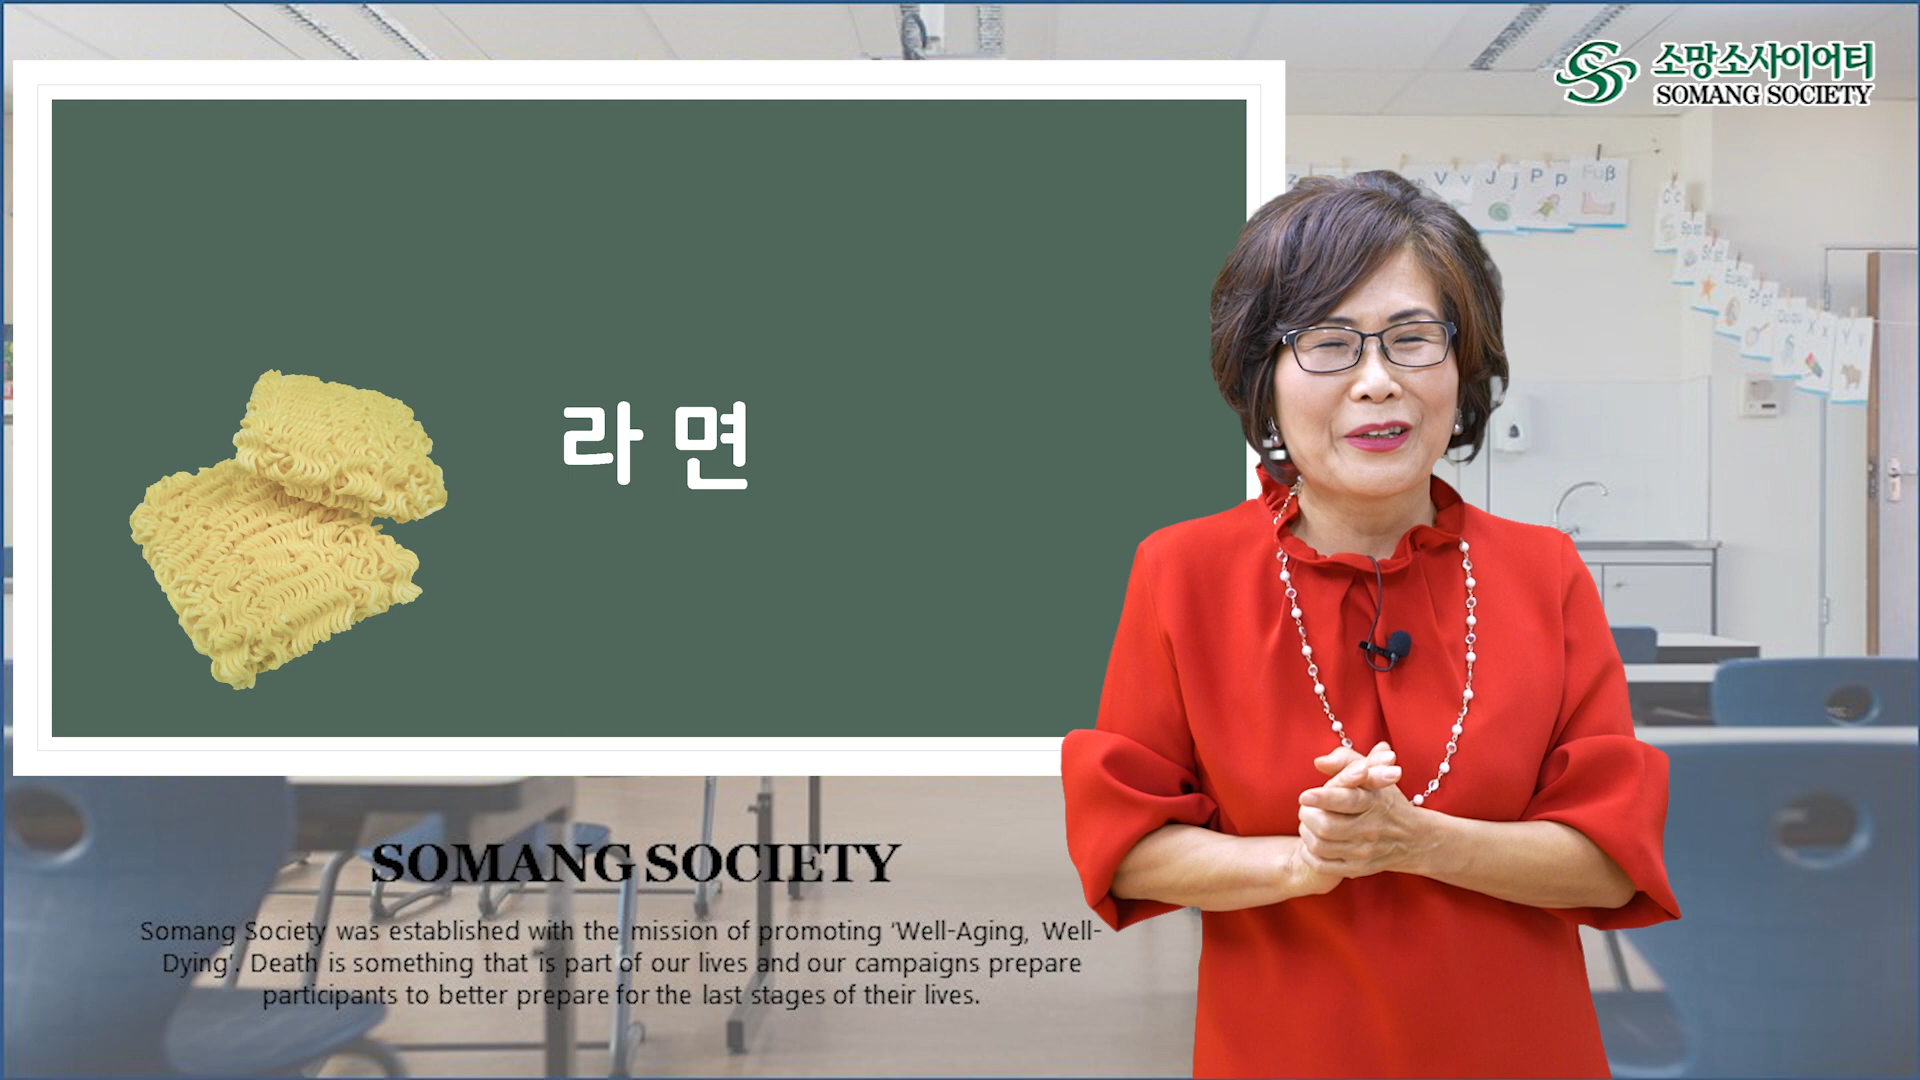 소망소사이어티
SOMANG SOCIETY
V v J j P p Fuß
라면
SOMANG SOCIETY
Somang Society was established with the mission of promoting 'Well-Aging, Well-
Dying'. Death is something that is part of our lives and our campaigns prepare
participants to better prepare for the last stages of their lives.